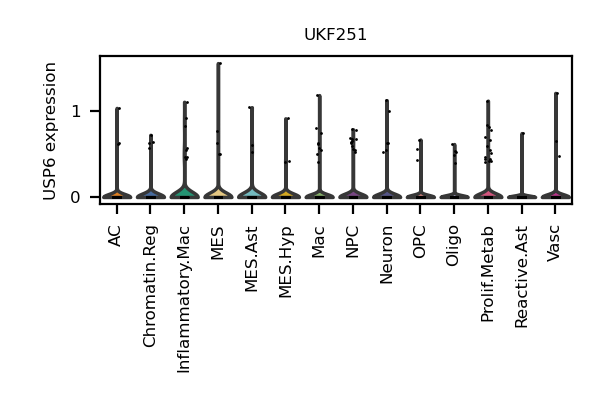 UKF251
USP6 expression
1
0
AC
Chromatin.Reg
Inflammatory.Mac
MES
MES.Ast
MES.Hyp
Mac
NPC
Neuron
OPC
Oligo
Prolif.Metab
Reactive.Ast
Vasc